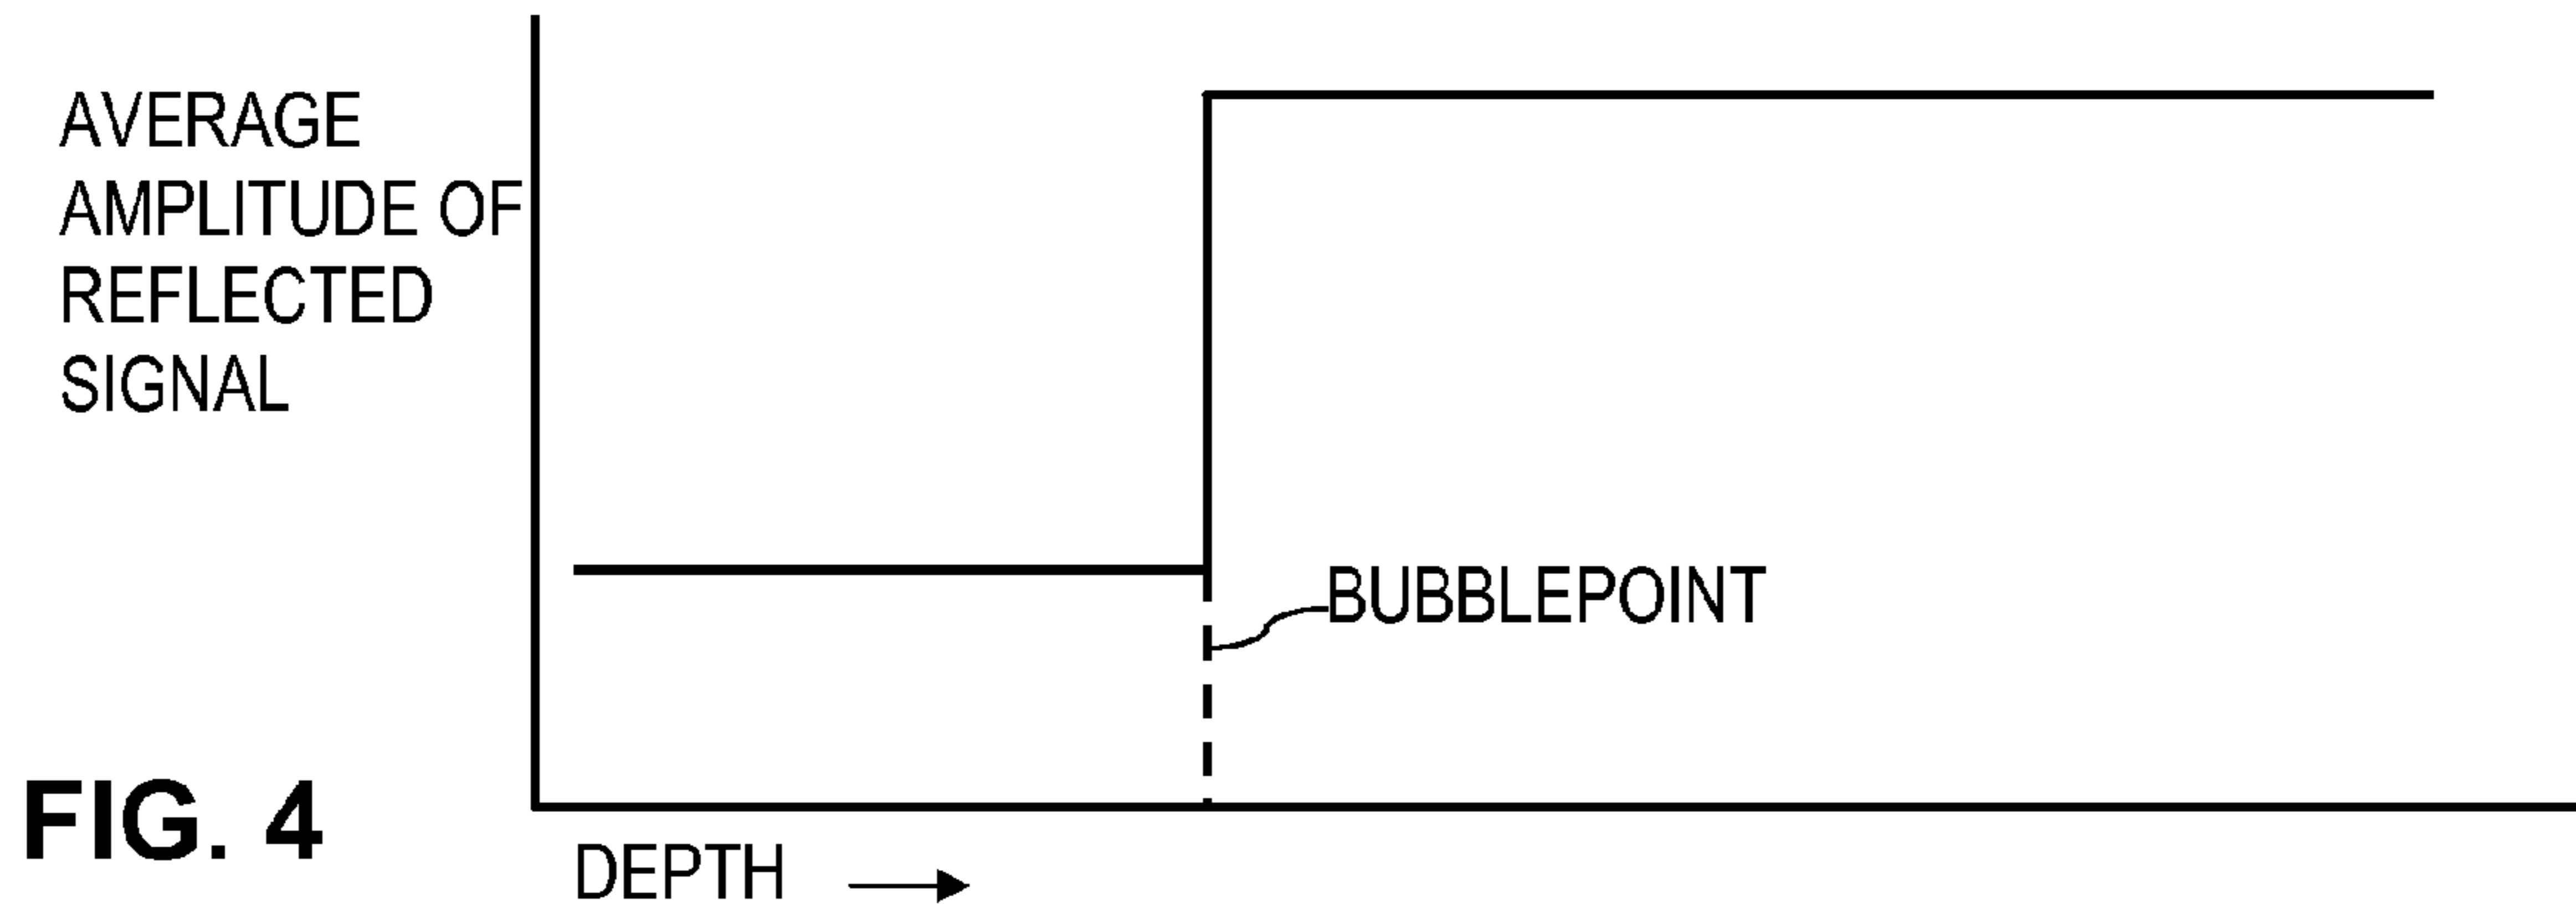 AVERAGE
AMPLITUDE OF
REFLECTED
SIGNAL
BUBBLEPOINT
FIG. 4
DEPTH